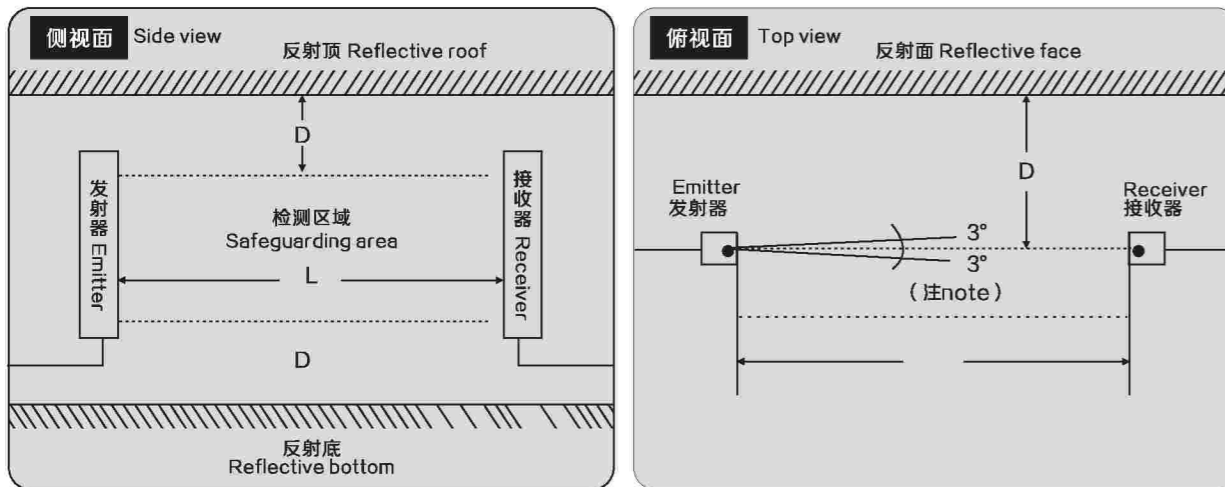 侧视面 Side view
反射顶 Reflective roof
D
发射器 Emitter
检测区域
Safeguarding area
L
接收器 Receiver
D
反射底
Reflective bottom
俯视面 Top view
反射面 Reflective face
D
Emitter
发射器
Receiver
接收器
3°
3°
(注note)